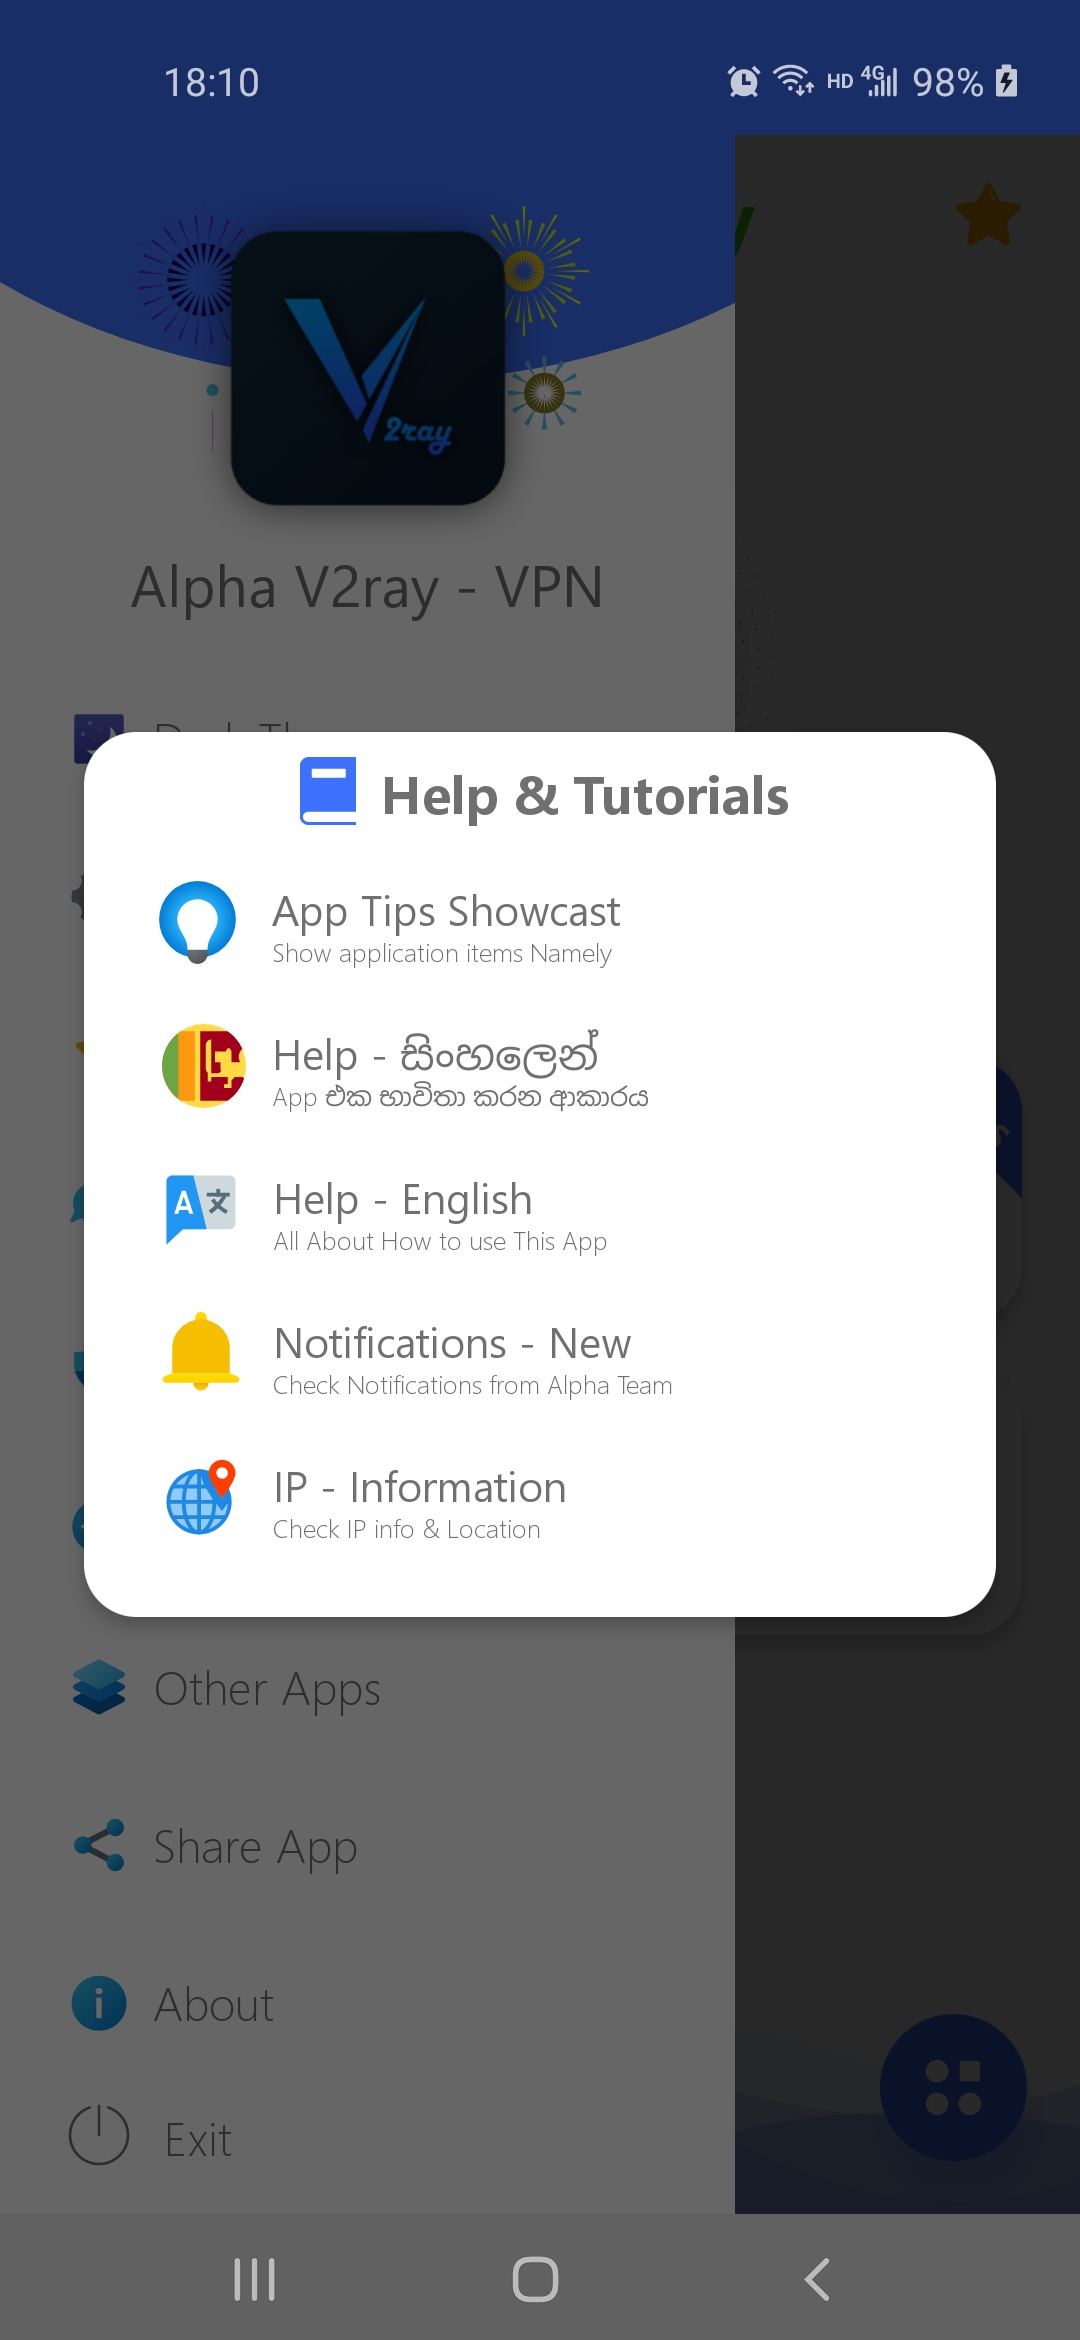 18:10
HD 4G 98%
2ray
Alpha V2ray - VPN
Help & Tutorials
App Tips Showcast
Show application items Namely
Help - සිංහලෙන්
App එක භාවිතා කරන ආකාරය
A 文
Help - English
All About How to use This App
Notifications - New
Check Notifications from Alpha Team
IP - Information
Check IP info & Location
Other Apps
Share App
About
Exit